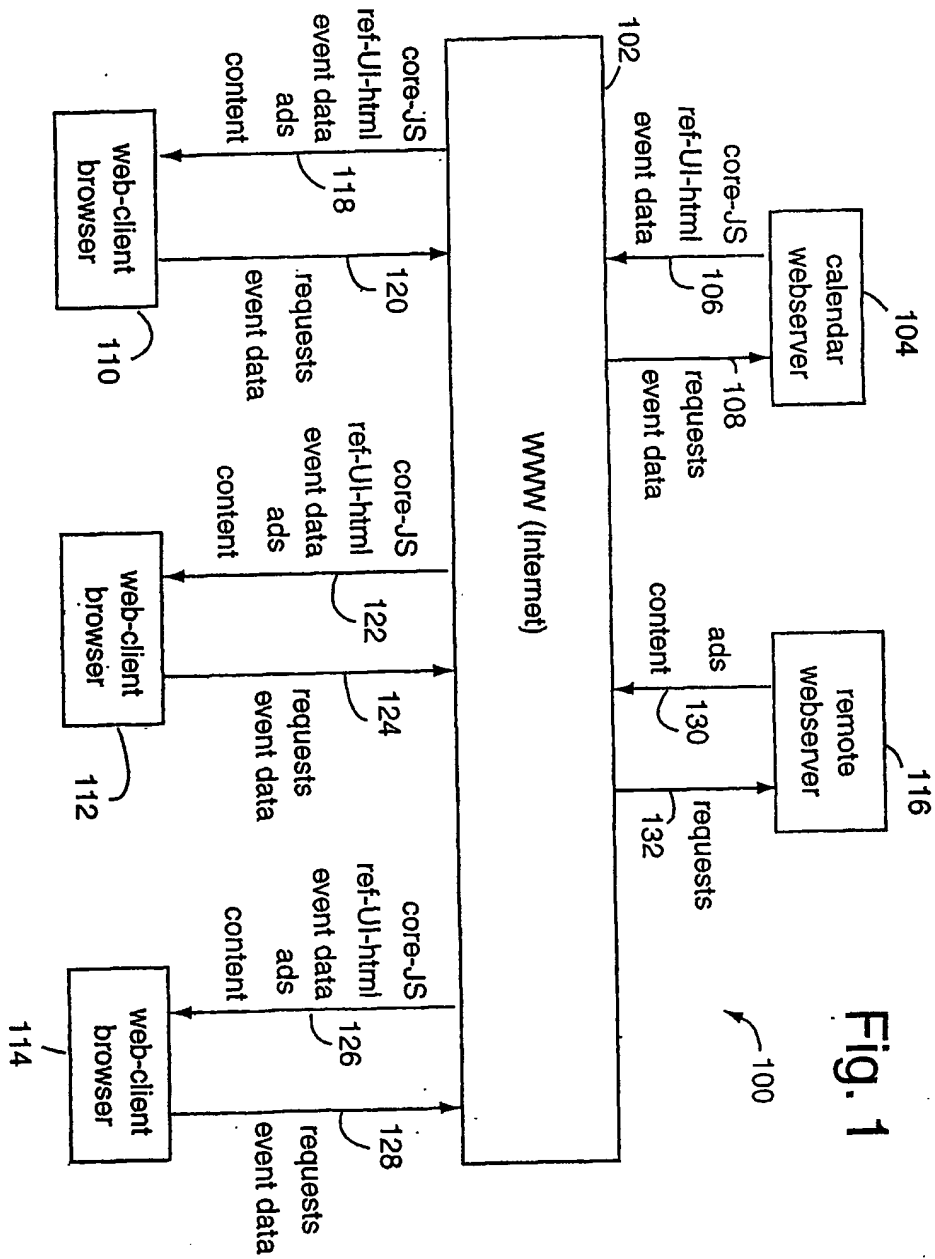 Fig. 1
100
104
calendar
webserver
116
remote
webserver
core-JS
ref-UI-html
event data
106
108
requests
event data
ads
content
130
132
requests
102
WWW (Internet)
core-JS
ref-UI-html
event data
ads
content
118
120
requests
event data
core-JS
ref-UI-html
event data
ads
content
122
124
requests
event data
core-JS
ref-UI-html
event data
ads
content
126
128
requests
event data
web-client
browser
110
web-client
browser
112
web-client
browser
114